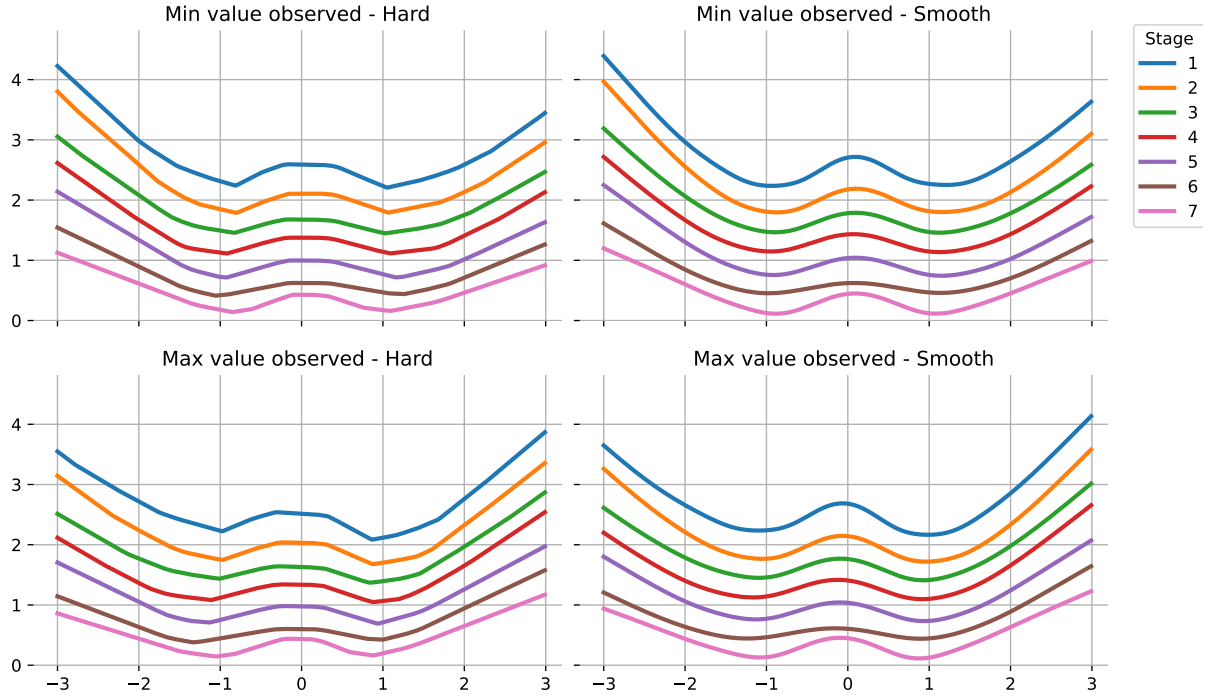 Min value observed - Hard
Min value observed - Smooth
4
3
2
1
0
Stage
1
2
3
4
5
6
7
Max value observed - Hard
Max value observed - Smooth
4
3
2
1
0
−3 −2 −1 0 1 2 3
−3 −2 −1 0 1 2 3